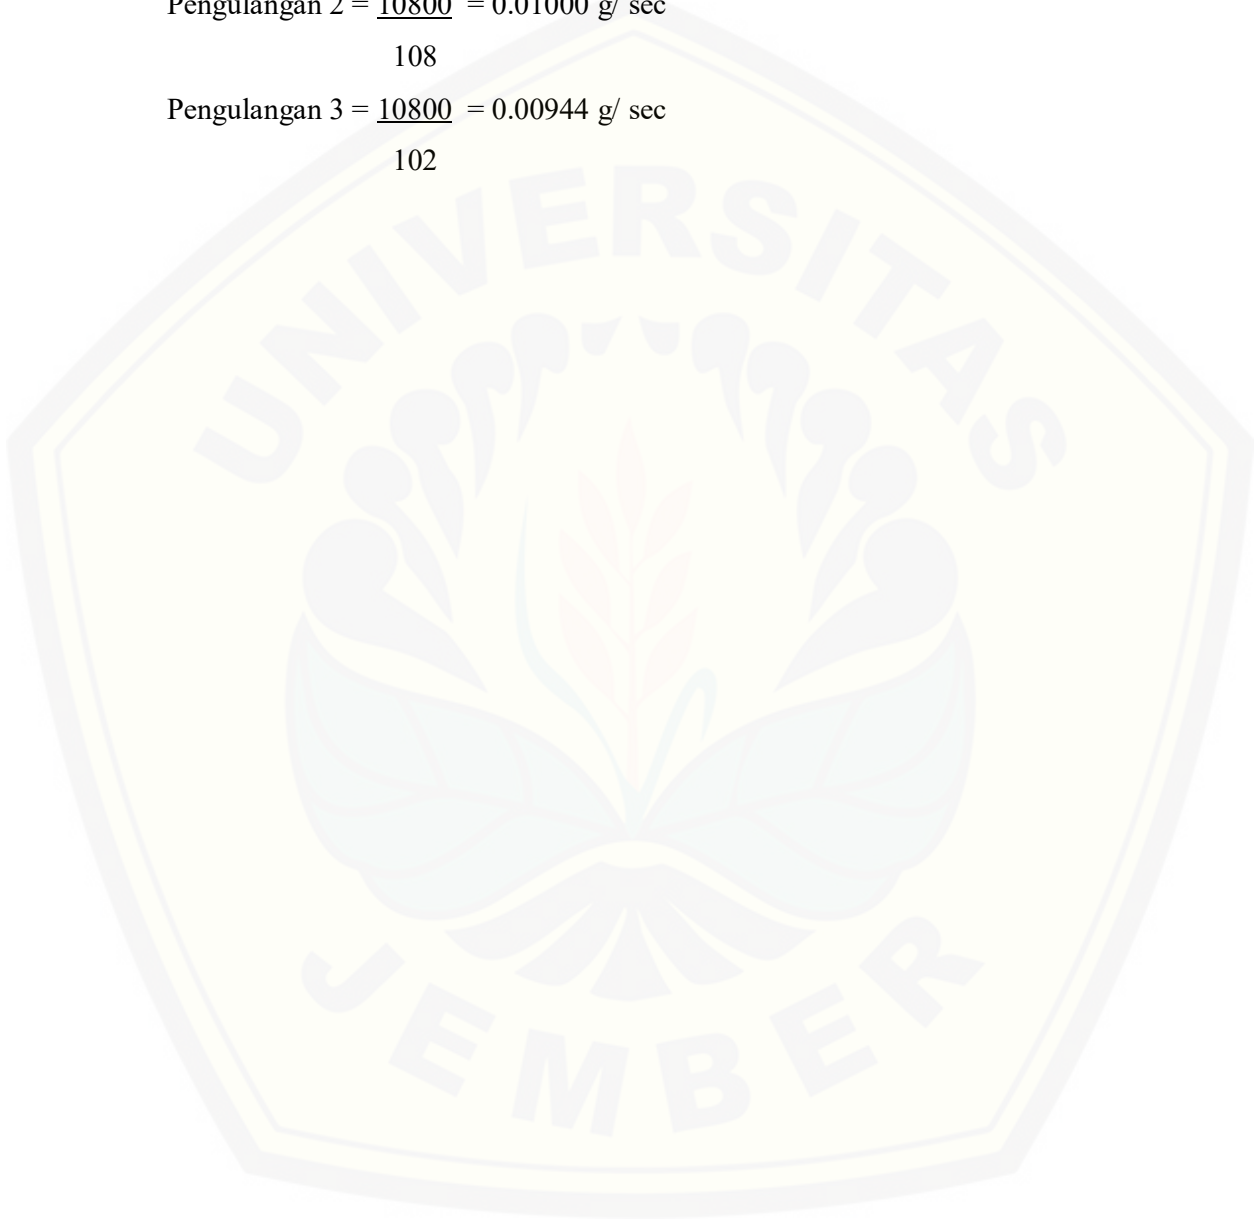 Pengulangan 2 = 10800 = 0.01000 g/ sec
108
Pengulangan 3 = 10800 = 0.00944 g/ sec
102
UNIVERSITAS
JEMBER